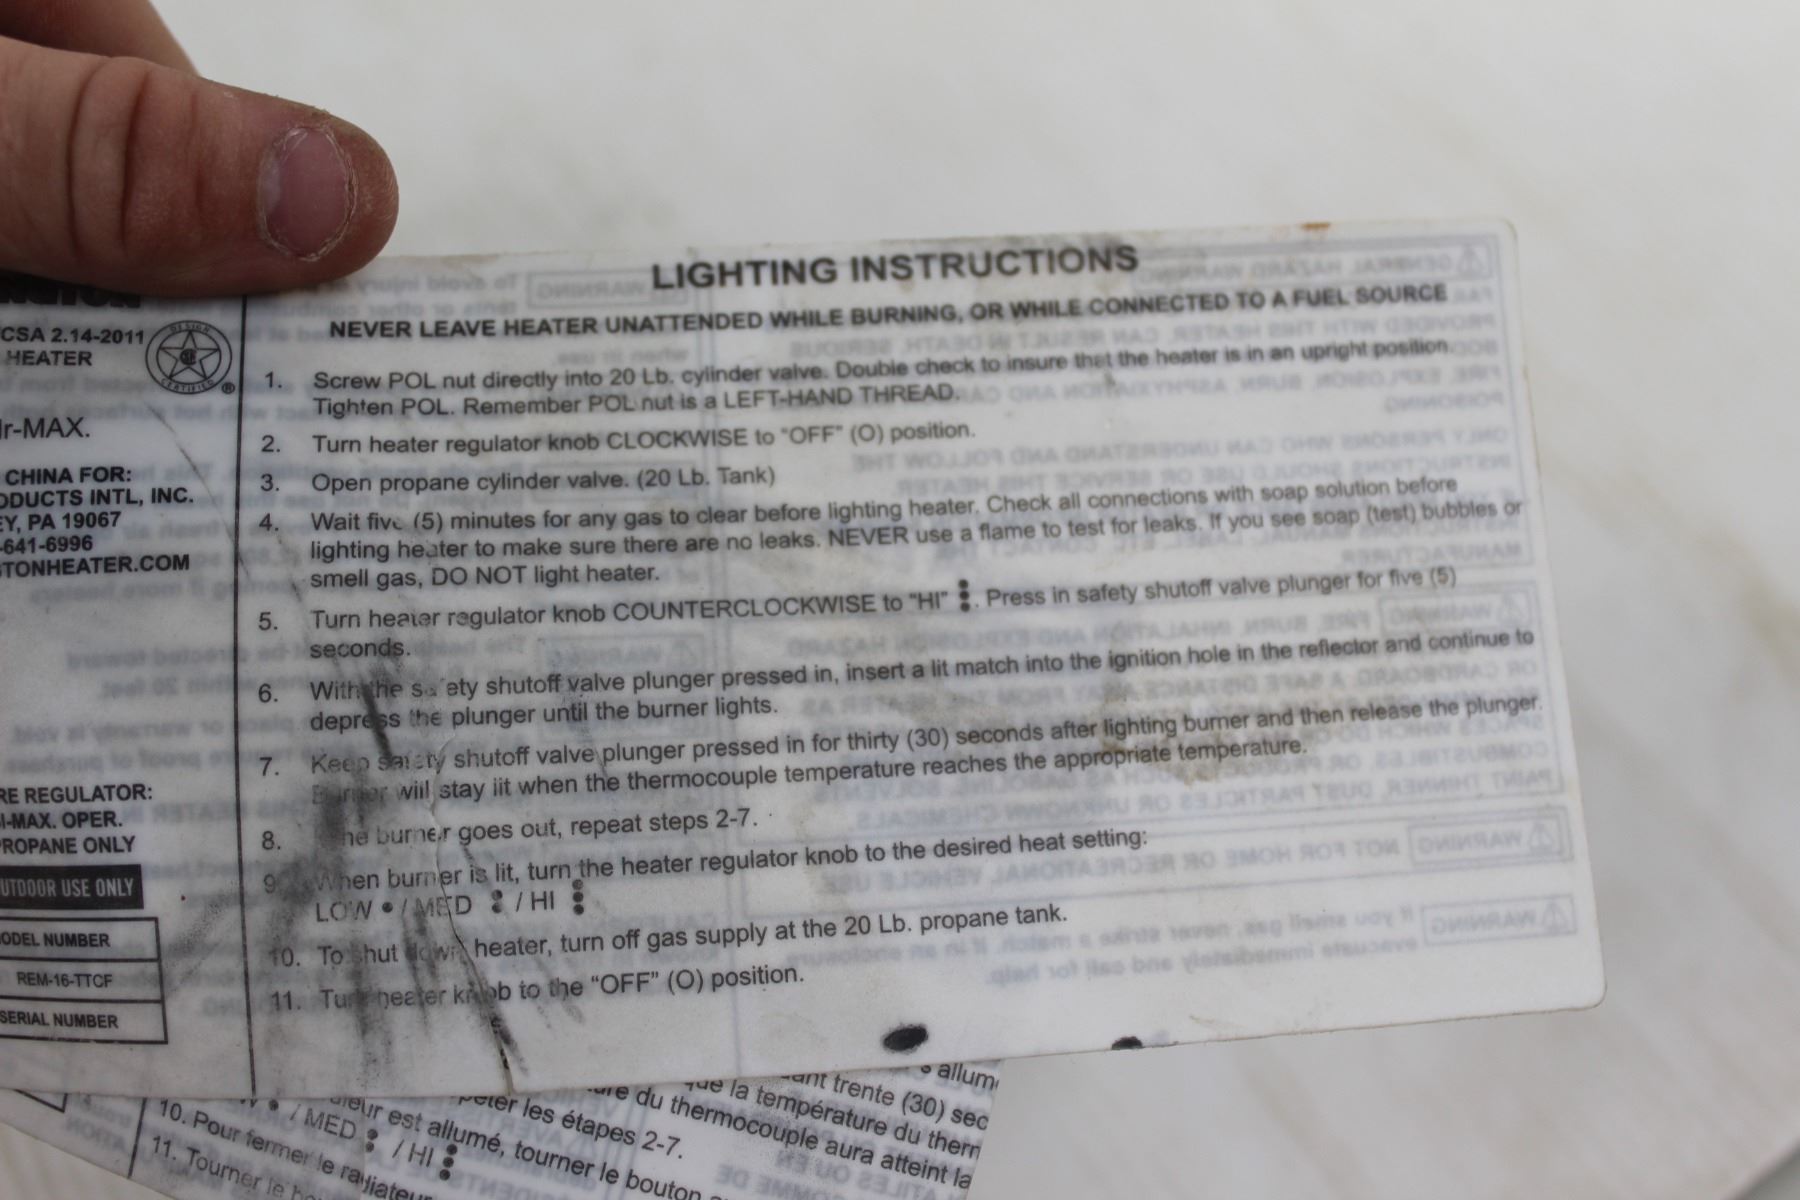 CSA 2.14-2011
HEATER
DESIGN
CERTIFIED
®
r-MAX.
CHINA FOR:
ODUCTS INTL, INC.
EY, PA 19067
-641-6996
TONHEATER.COM
RE REGULATOR:
I-MAX. OPER.
ROPANE ONLY
UTDOOR USE ONLY
ODEL NUMBER
REM-16-TTCF
SERIAL NUMBER
LIGHTING INSTRUCTIONS
NEVER LEAVE HEATER UNATTENDED WHILE BURNING, OR WHILE CONNECTED TO A FUEL SOURCE
1. Screw POL nut directly into 20 Lb. cylinder valve. Double check to insure that the heater is in an upright position.
Tighten POL. Remember POL nut is a LEFT-HAND THREAD.
2. Turn heater regulator knob CLOCKWISE to "OFF" (O) position.
3. Open propane cylinder valve. (20 Lb. Tank)
4. Wait five (5) minutes for any gas to clear before lighting heater. Check all connections with soap solution before
lighting heater to make sure there are no leaks. NEVER use a flame to test for leaks. If you see soap (test) bubbles or
smell gas, DO NOT light heater.
5. Turn heater regulator knob COUNTERCLOCKWISE to "HI" . Press in safety shutoff valve plunger for five (5)
seconds.
6. With the safety shutoff valve plunger pressed in, insert a lit match into the ignition hole in the reflector and continue to
depress the plunger until the burner lights.
7. Keep safety shutoff valve plunger pressed in for thirty (30) seconds after lighting burner and then release the plunger.
Burner will stay lit when the thermocouple temperature reaches the appropriate temperature.
8. he burner goes out, repeat steps 2-7.
9. When burner is lit, turn the heater regulator knob to the desired heat setting:
LOW • / MED : / HI
10. To shut down heater, turn off gas supply at the 20 Lb. propane tank.
11. Turn heater knob to the "OFF" (O) position.
s'allum
ant trente (30) sec
que la température du therm
ure du thermocouple aura atteint la
péter les étapes 2-7.
ateur est allumé, tourner le bouton
W • / MED : / HI
10. Pour fermer le radiateur
11. Tourner le bo